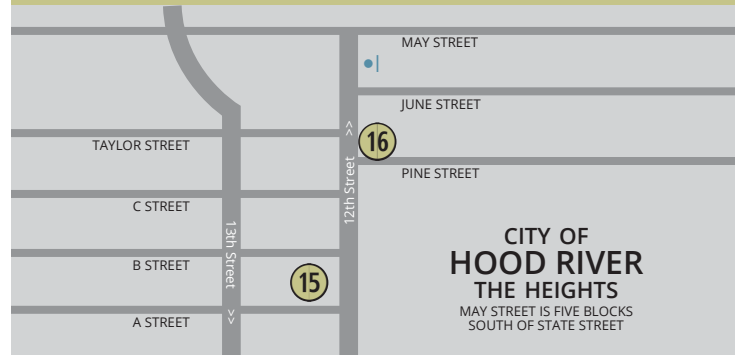 MAY STREET
JUNE STREET
>>
16
TAYLOR STREET
12th Street
PINE STREET
C STREET
13th Street
CITY OF
HOOD RIVER
THE HEIGHTS
MAY STREET IS FIVE BLOCKS
SOUTH OF STATE STREET
B STREET
15
>>
A STREET